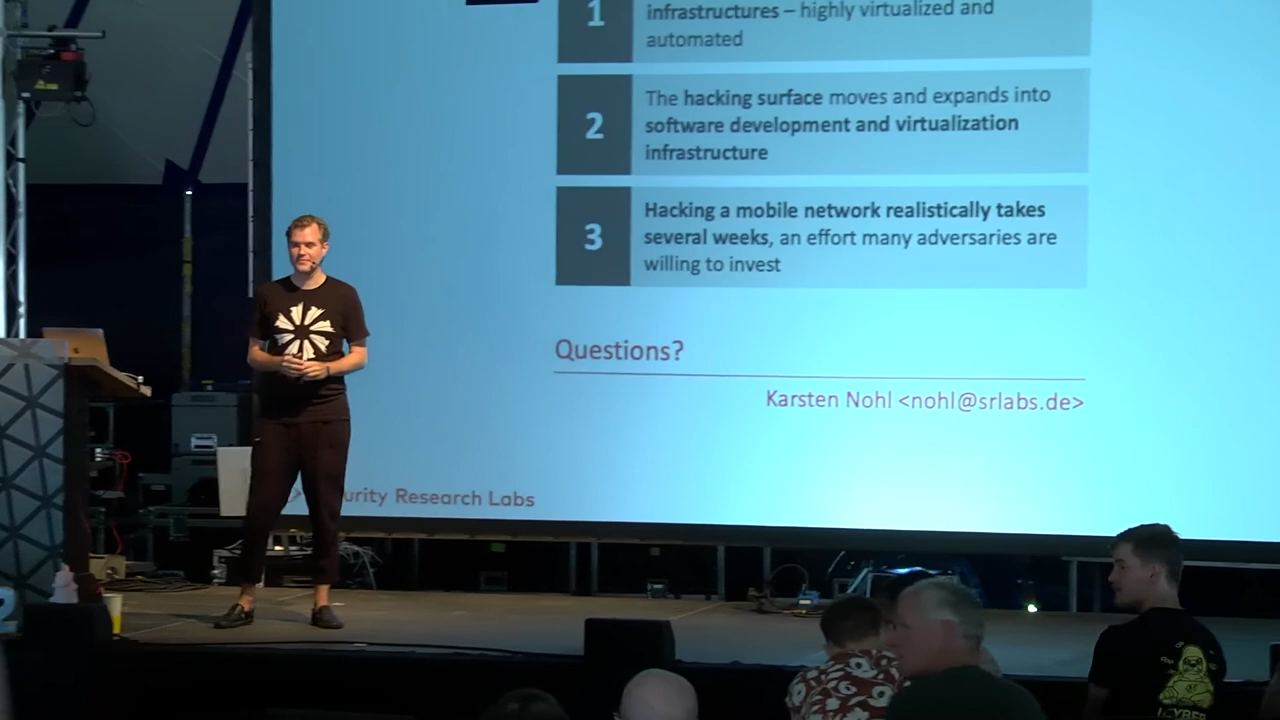 1
infrastructures – highly virtualized and
automated
2
The hacking surface moves and expands into
software development and virtualization
infrastructure
3
Hacking a mobile network realistically takes
several weeks, an effort many adversaries are
willing to invest
Questions?
Karsten Nohl <nohl@srlabs.de>
urity Research Labs
2